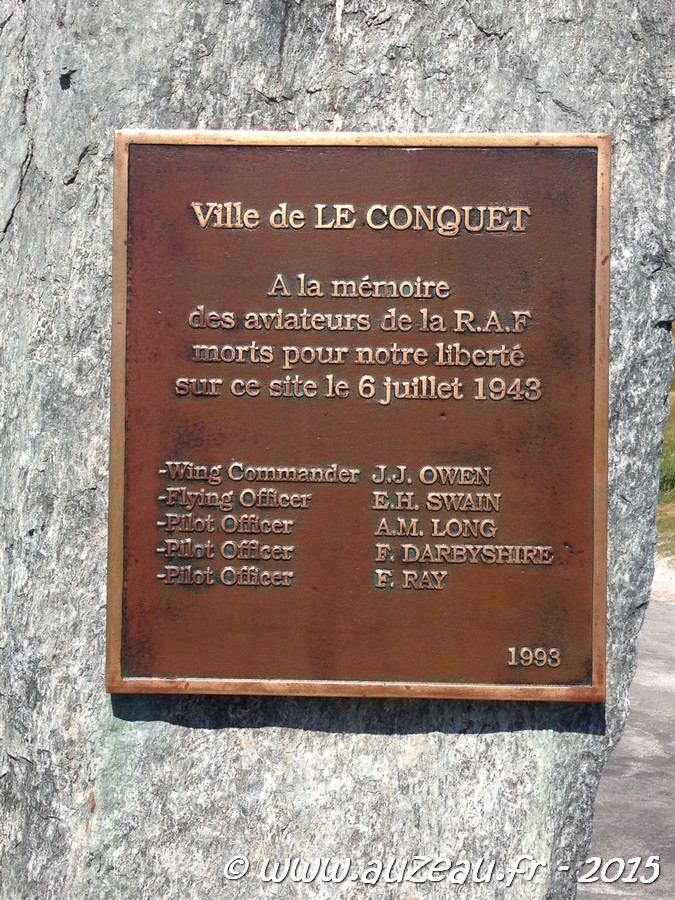 Ville de LE CONQUET
A la mémoire
des aviateurs de la R.A.F
morts pour notre liberté
sur ce site le 6 juillet 1943
-Wing Commander J.J. OWEN
-Flying Officer E.H. SWAIN
-Pilot Officer A.M. LONG
-Pilot Officer F. DARBYSHIRE
-Pilot Officer F. RAY
1993
© www.auzeau.fr - 2015